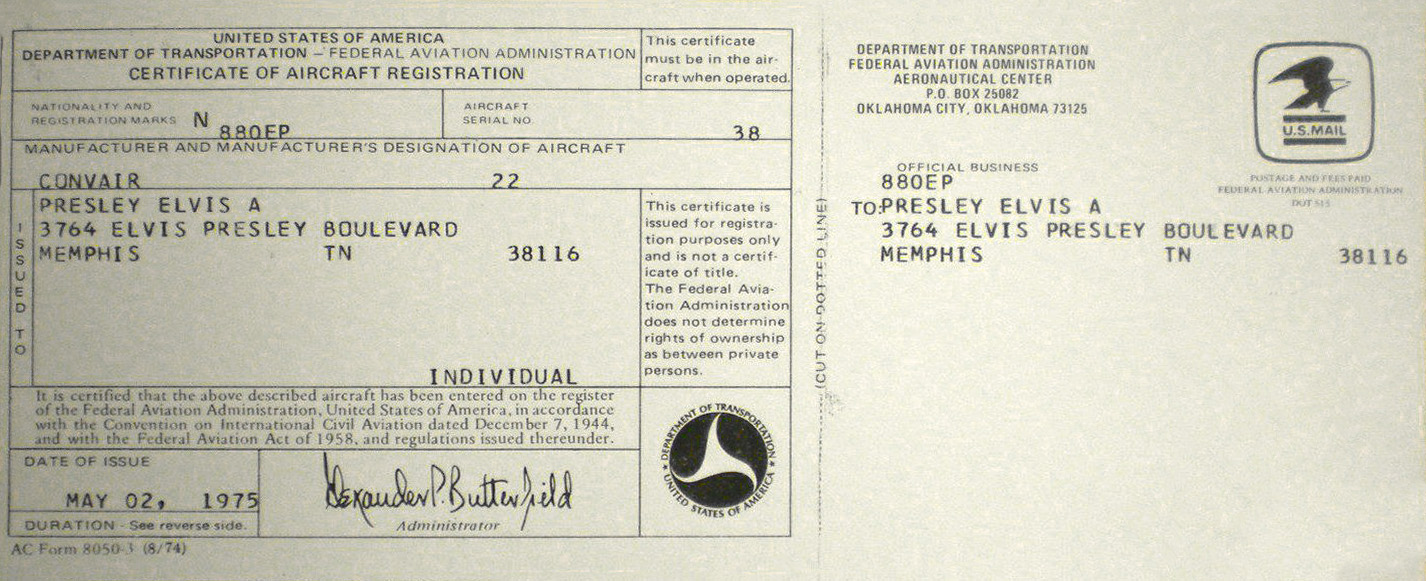 UNITED STATES OF AMERICA
DEPARTMENT OF TRANSPORTATION – FEDERAL AVIATION ADMINISTRATION
CERTIFICATE OF AIRCRAFT REGISTRATION
This certificate
must be in the air-
craft when operated.
NATIONALITY AND
REGISTRATION MARKS N 880EP
AIRCRAFT
SERIAL NO. 38
MANUFACTURER AND MANUFACTURER'S DESIGNATION OF AIRCRAFT
CONVAIR 22
ISSUED TO
PRESLEY ELVIS A
3764 ELVIS PRESLEY BOULEVARD
MEMPHIS TN 38116
INDIVIDUAL
This certificate is
issued for registra-
tion purposes only
and is not a certif-
icate of title.
The Federal Avia-
tion Administration
does not determine
rights of ownership
as between private
persons.
It is certified that the above described aircraft has been entered on the register
of the Federal Aviation Administration, United States of America, in accordance
with the Convention on International Civil Aviation dated December 7, 1944,
and with the Federal Aviation Act of 1958, and regulations issued thereunder.
DATE OF ISSUE
MAY 02, 1975
DURATION - See reverse side.
Alexander P. Butterfield
Administrator
DEPARTMENT OF TRANSPORTATION
UNITED STATES OF AMERICA
AC Form 8050-3 (8/74)
(CUT ON DOTTED LINE)
DEPARTMENT OF TRANSPORTATION
FEDERAL AVIATION ADMINISTRATION
AERONAUTICAL CENTER
P.O. BOX 25082
OKLAHOMA CITY, OKLAHOMA 73125
U.S.MAIL
POSTAGE AND FEES PAID
FEDERAL AVIATION ADMINISTRATION
DOT 515
OFFICIAL BUSINESS
880EP
TO:PRESLEY ELVIS A
3764 ELVIS PRESLEY BOULEVARD
MEMPHIS TN 38116